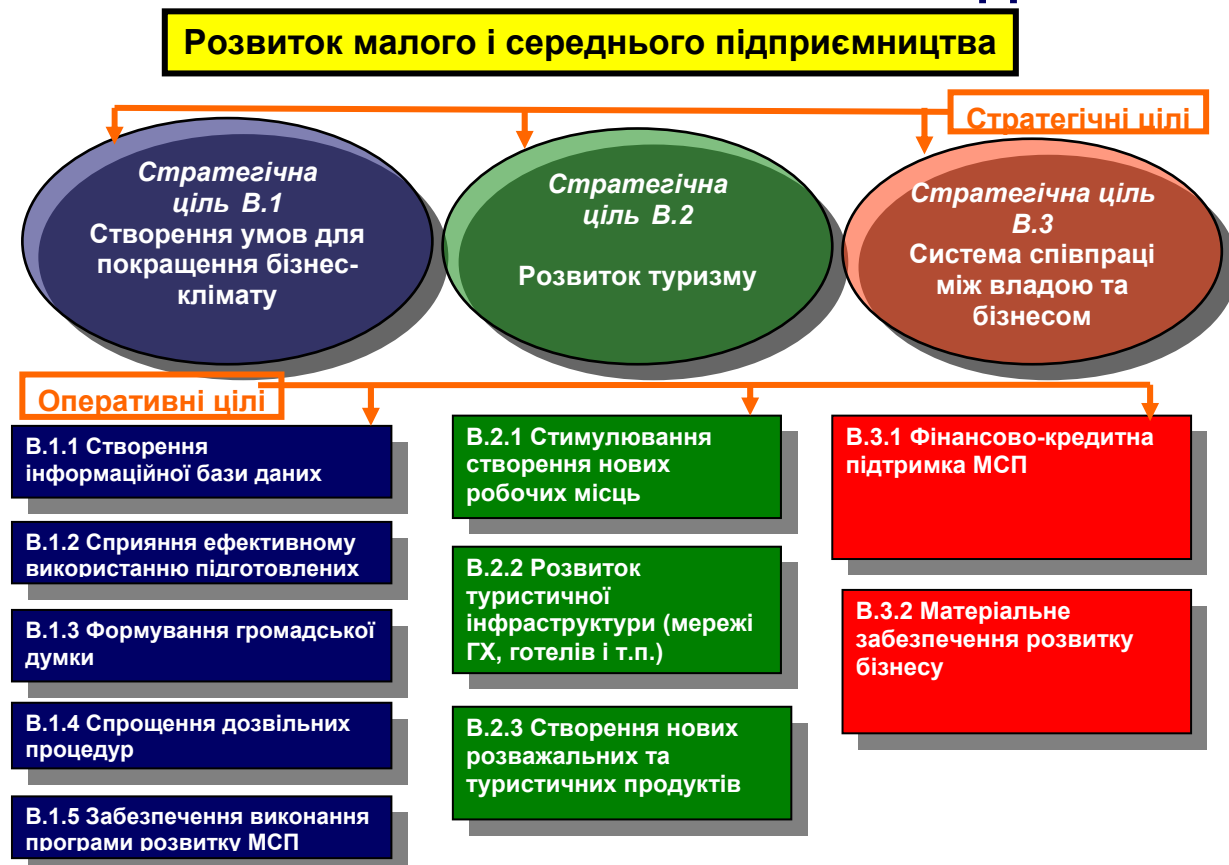 Розвиток малого і середнього підприємництва
Стратегічні цілі
Стратегічна
ціль В.1
Створення умов для
покращення бізнес-
клімату
Стратегічна
ціль В.2
Розвиток туризму
Стратегічна ціль
В.3
Система співпраці
між владою та
бізнесом
Оперативні цілі
В.1.1 Створення
інформаційної бази даних
В.1.2 Сприяння ефективному
використанню підготовлених
В.1.3 Формування громадської
думки
В.1.4 Спрощення дозвільних
процедур
В.1.5 Забезпечення виконання
програми розвитку МСП
В.2.1 Стимулювання
створення нових
робочих місць
В.2.2 Розвиток
туристичної
інфраструктури (мережі
ГХ, готелів і т.п.)
В.2.3 Створення нових
розважальних та
туристичних продуктів
В.3.1 Фінансово-кредитна
підтримка МСП
В.3.2 Матеріальне
забезпечення розвитку
бізнесу